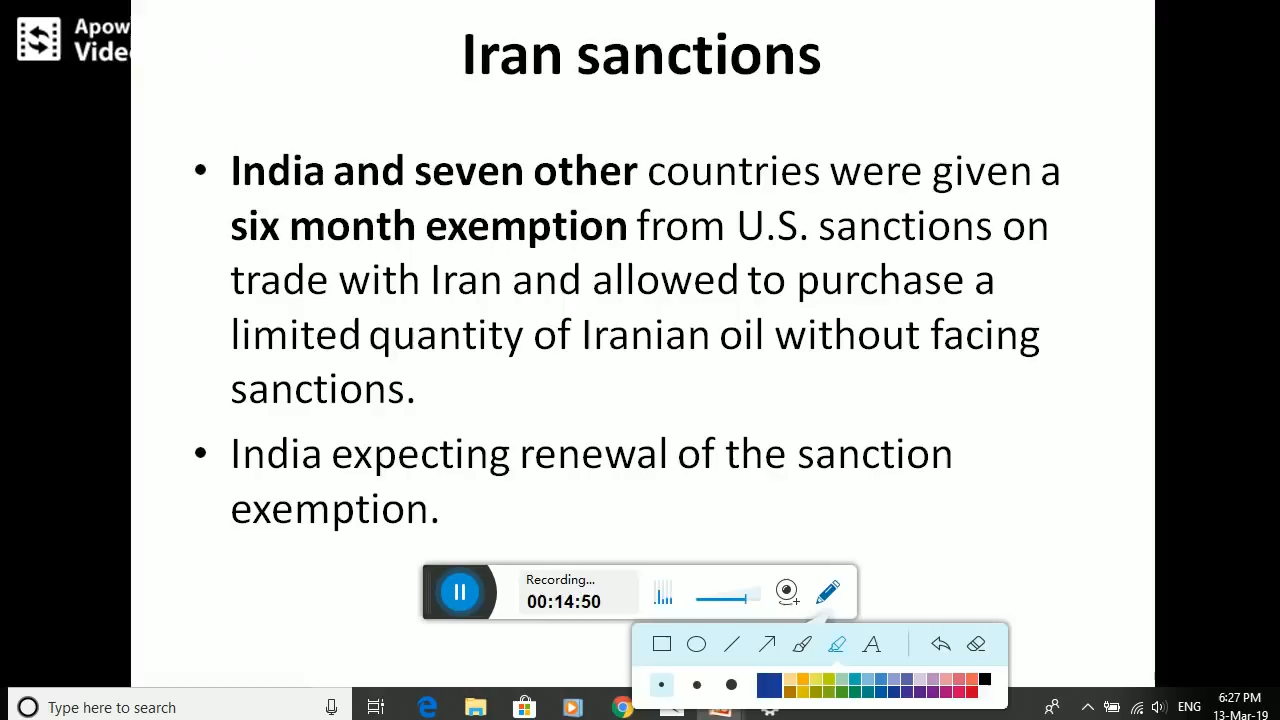 Apow
Vide
Iran sanctions
• India and seven other countries were given a
six month exemption from U.S. sanctions on
trade with Iran and allowed to purchase a
limited quantity of Iranian oil without facing
sanctions.
• India expecting renewal of the sanction
exemption.
Recording...
00:14:50
A
Type here to search
ENG
6:27 PM
13-Mar-19